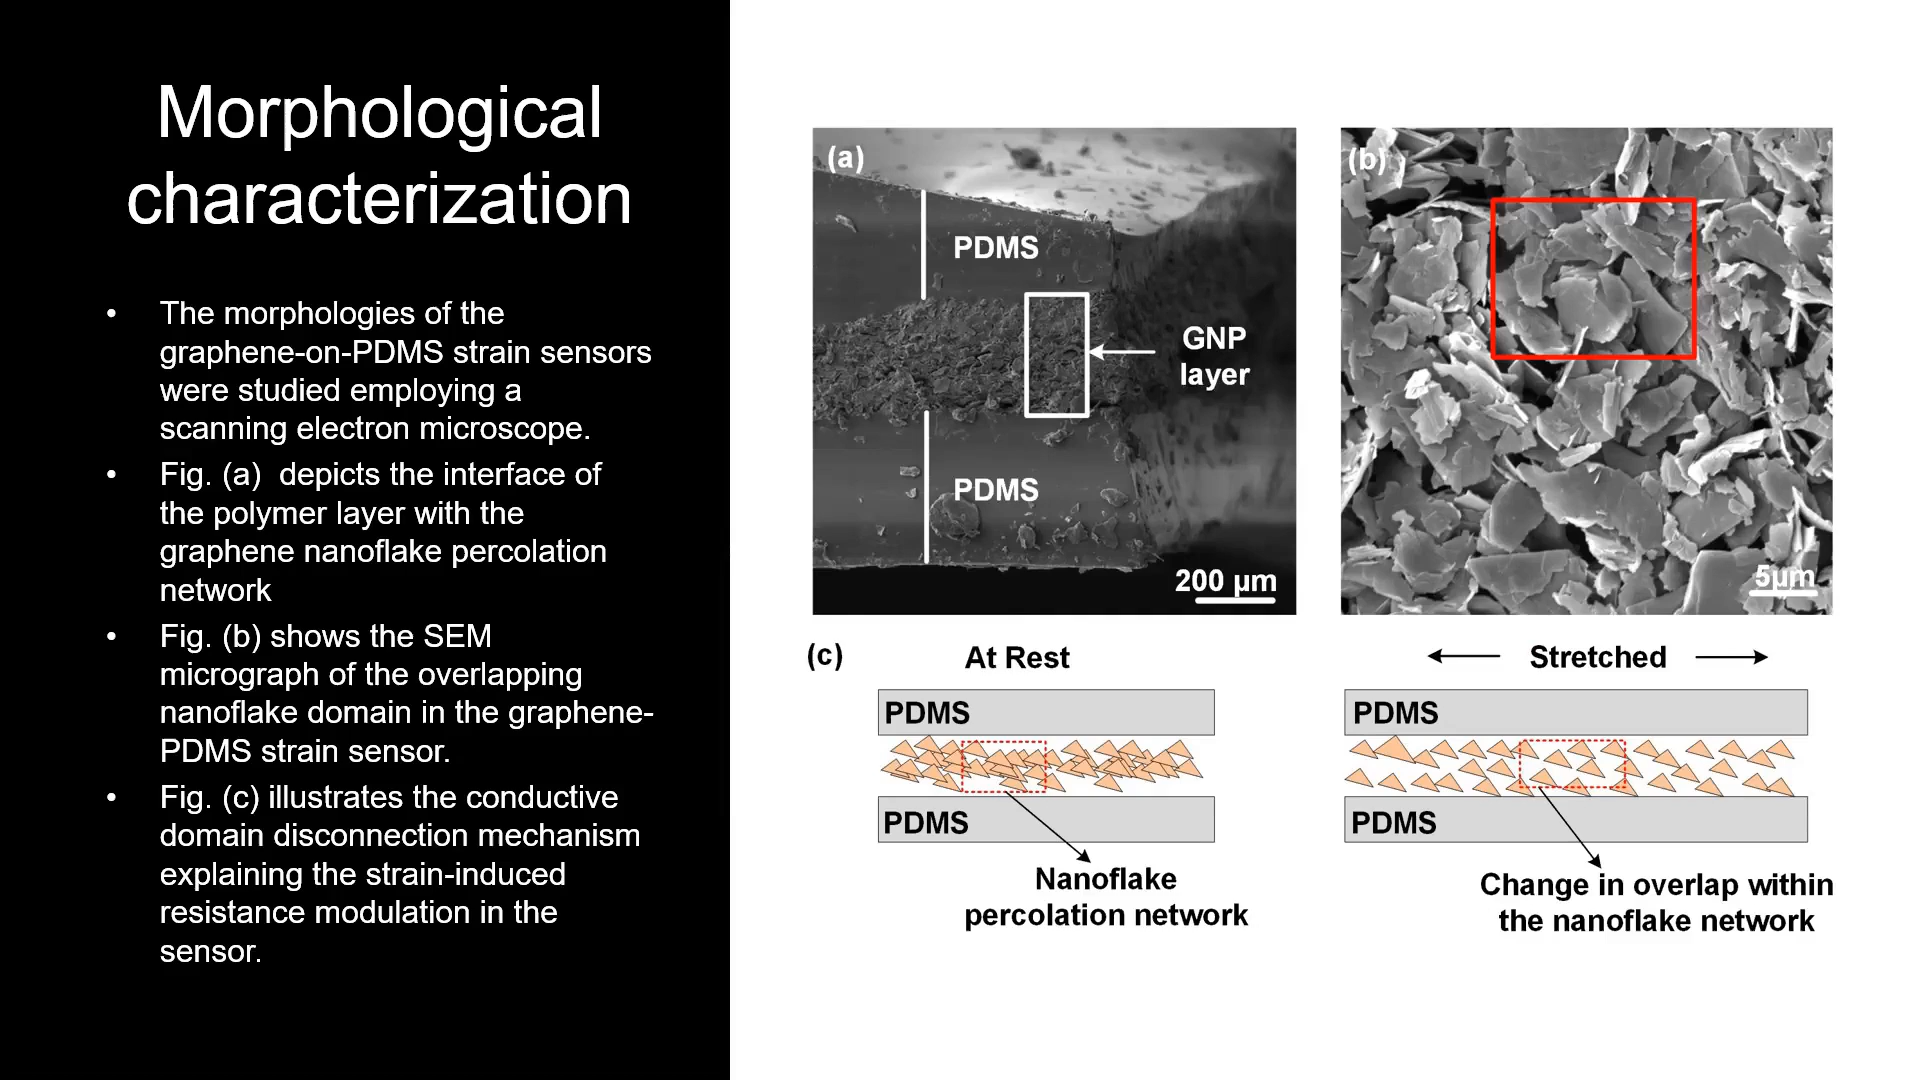 Morphological
characterization
• The morphologies of the
graphene-on-PDMS strain sensors
were studied employing a
scanning electron microscope.
• Fig. (a)  depicts the interface of
the polymer layer with the
graphene nanoflake percolation
network
• Fig. (b) shows the SEM
micrograph of the overlapping
nanoflake domain in the graphene-
PDMS strain sensor.
• Fig. (c) illustrates the conductive
domain disconnection mechanism
explaining the strain-induced
resistance modulation in the
sensor.
(a)
PDMS
GNP
layer
PDMS
200 µm
(b)
5µm
(c)
At Rest
PDMS
PDMS
Nanoflake
percolation network
Stretched
PDMS
PDMS
Change in overlap within
the nanoflake network